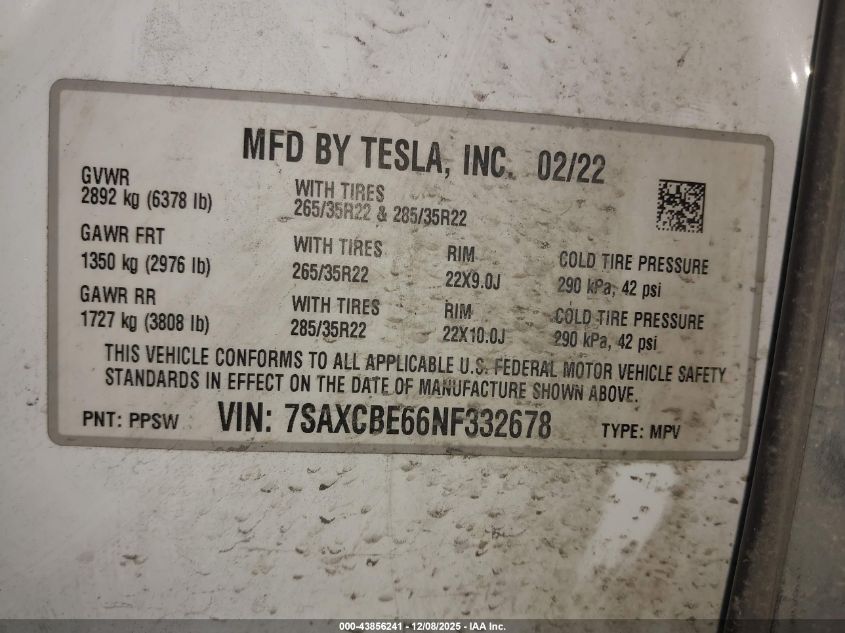 MFD BY TESLA, INC. 02/22
GVWR
2892 kg (6378 lb)
WITH TIRES
265/35R22 & 285/35R22
GAWR FRT
1350 kg (2976 lb)
WITH TIRES
265/35R22
RIM
22X9.0J
COLD TIRE PRESSURE
290 kPa, 42 psi
GAWR RR
1727 kg (3808 lb)
WITH TIRES
285/35R22
RIM
22X10.0J
COLD TIRE PRESSURE
290 kPa, 42 psi
THIS VEHICLE CONFORMS TO ALL APPLICABLE U.S. FEDERAL MOTOR VEHICLE SAFETY
STANDARDS IN EFFECT ON THE DATE OF MANUFACTURE SHOWN ABOVE.
PNT: PPSW VIN: 7SAXCBE66NF332678 TYPE: MPV
000-43856241 - 12/08/2025 - IAA Inc.